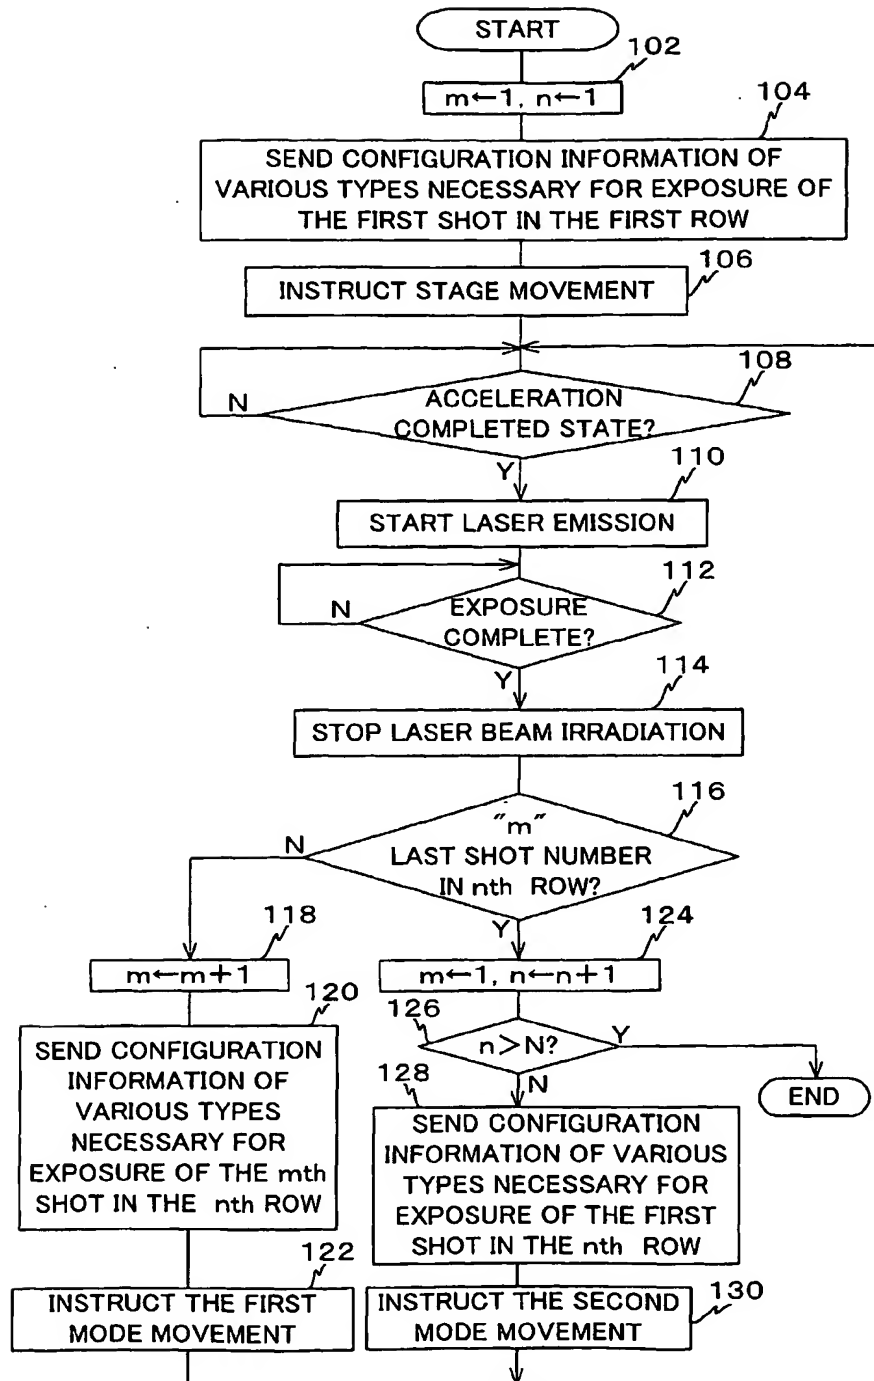 START
102
m←1, n←1
104
SEND CONFIGURATION INFORMATION OF
VARIOUS TYPES NECESSARY FOR EXPOSURE OF
THE FIRST SHOT IN THE FIRST ROW
106
INSTRUCT STAGE MOVEMENT
108
N
ACCELERATION
COMPLETED STATE?
Y
110
START LASER EMISSION
112
N
EXPOSURE
COMPLETE?
Y
114
STOP LASER BEAM IRRADIATION
116
N
"m"
LAST SHOT NUMBER
IN nth ROW?
Y
118
m←m+1
120
SEND CONFIGURATION
INFORMATION OF
VARIOUS TYPES
NECESSARY FOR
EXPOSURE OF THE mth
SHOT IN THE nth ROW
122
INSTRUCT THE FIRST
MODE MOVEMENT
124
m←1, n←n+1
126
n>N?
Y
END
N
128
SEND CONFIGURATION
INFORMATION OF VARIOUS
TYPES NECESSARY FOR
EXPOSURE OF THE FIRST
SHOT IN THE nth ROW
130
INSTRUCT THE SECOND
MODE MOVEMENT